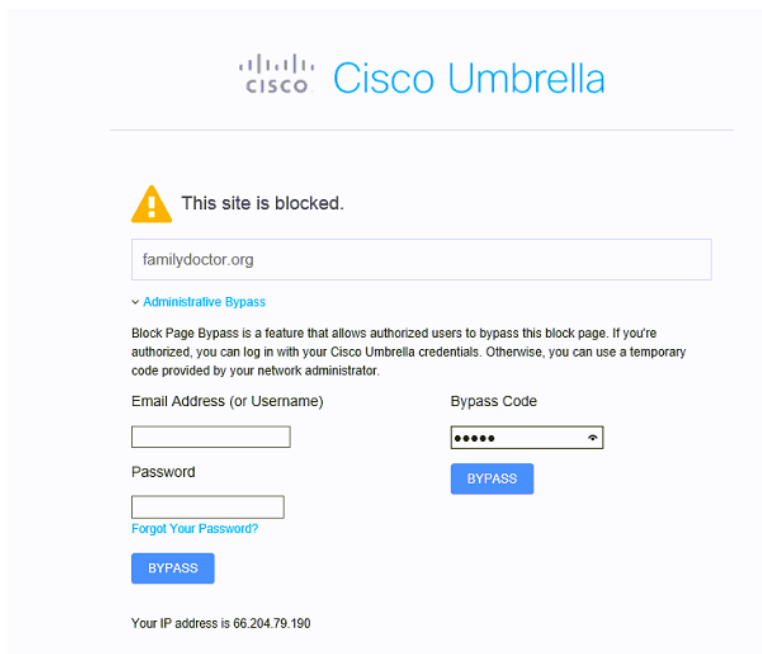 cisco Cisco Umbrella
This site is blocked.
familydoctor.org
Administrative Bypass
Block Page Bypass is a feature that allows authorized users to bypass this block page. If you're
authorized, you can log in with your Cisco Umbrella credentials. Otherwise, you can use a temporary
code provided by your network administrator.
Email Address (or Username)
Bypass Code
•••••
Password
BYPASS
Forgot Your Password?
BYPASS
Your IP address is 66.204.79.190